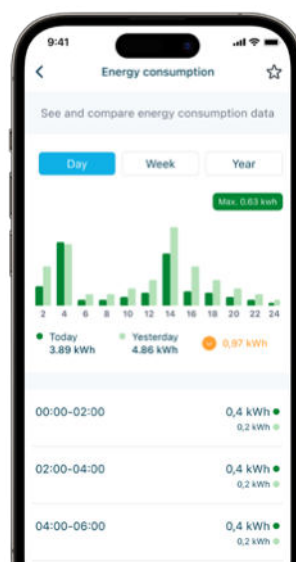 9:41
Energy consumption
See and compare energy consumption data
Day Week Year
Max. 0.63 kwh
2 4 6 8 10 12 14 16 18 20 22 24
Today Yesterday
3.89 kWh 4.86 kWh 0,97 kWh
00:00-02:00 0,4 kWh
0,2 kWh
02:00-04:00 0,4 kWh
0,2 kWh
04:00-06:00 0,4 kWh
0,2 kWh